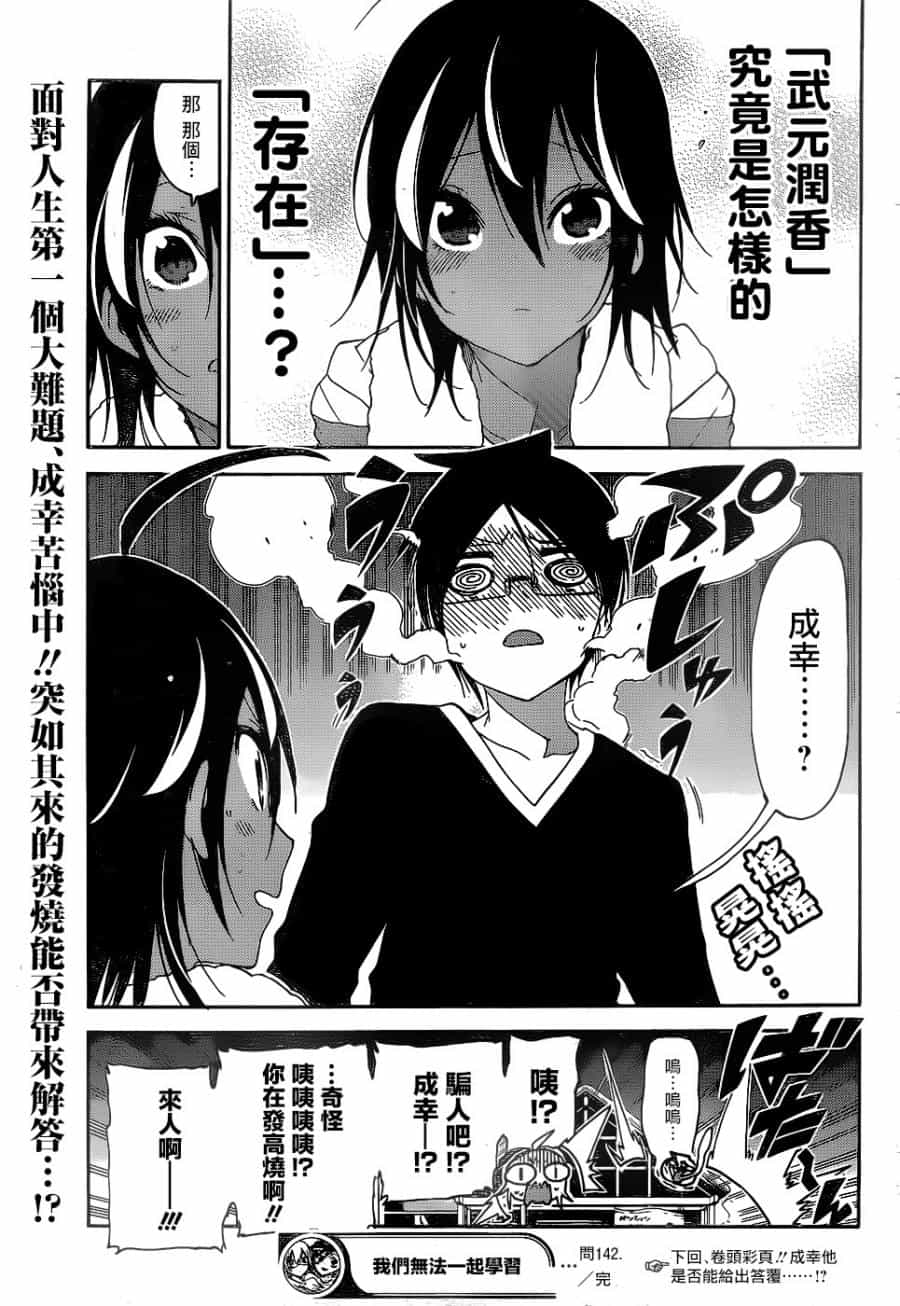 「武元潤香」
究竟是怎樣的
「存在」…?
那 那個…
ぷしゅうううう
成幸……?
搖搖
晃晃…
ばたーん
嗚…嗚嗚…
咦!?
騙人吧!?
成幸—!?
…奇怪
咦咦咦咦!?
你在發高燒啊!!
來人啊——!!!
面對人生第一個大難題、成幸苦惱中!!突如其來的發燒能否帶來解答…!?
我們無法一起學習
…
問142.
/完
☞下回、卷頭彩頁!!成幸他
是否能給出答覆……!?